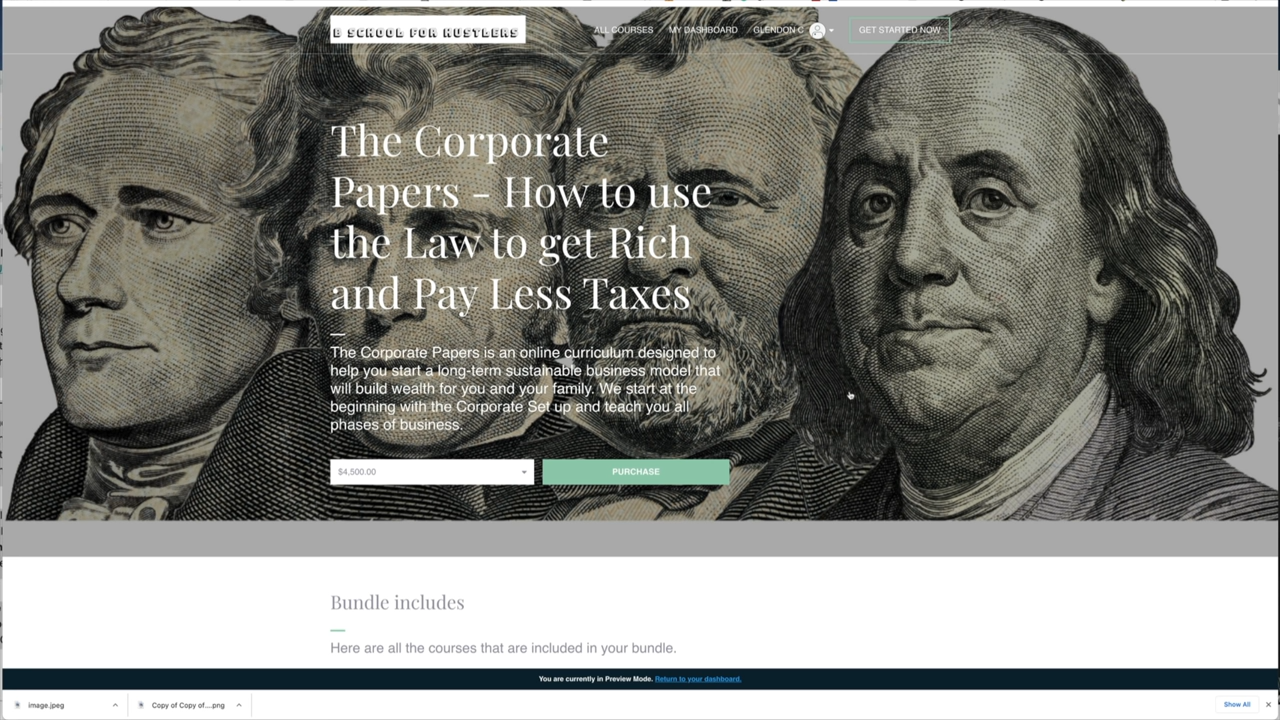 B SCHOOL FOR HUSTLERS
ALL COURSES MY DASHBOARD GLENDON C GET STARTED NOW
The Corporate
Papers – How to use
the Law to get Rich
and Pay Less Taxes
The Corporate Papers is an online curriculum designed to
help you start a long-term sustainable business model that
will build wealth for you and your family. We start at the
beginning with the Corporate Set up and teach you all
phases of business.
$4,500.00 PURCHASE
Bundle includes
Here are all the courses that are included in your bundle.
You are currently in Preview Mode. Return to your dashboard.
image.jpeg Copy of Copy of....png Show All